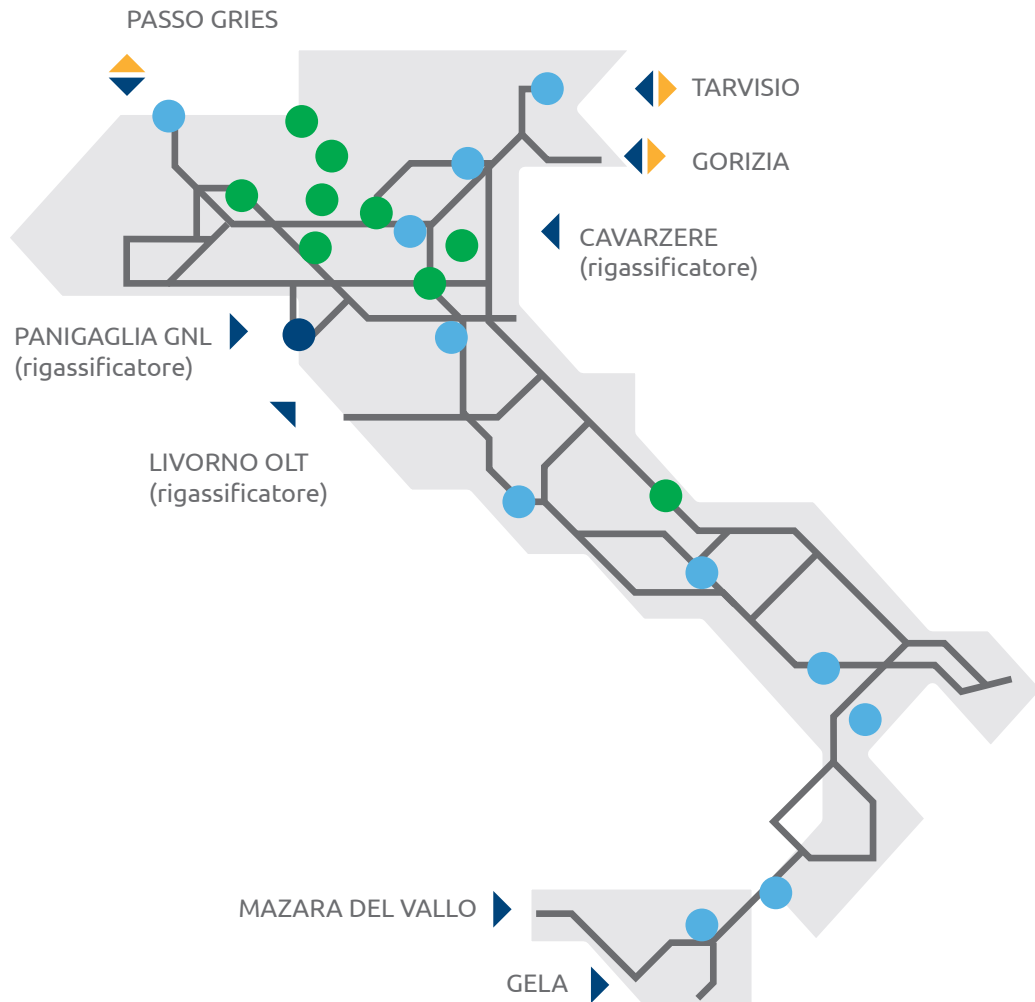 PASSO GRIES
TARVISIO
GORIZIA
CAVARZERE
(rigassificatore)
PANIGAGLIA GNL
(rigassificatore)
LIVORNO OLT
(rigassificatore)
MAZARA DEL VALLO
GELA